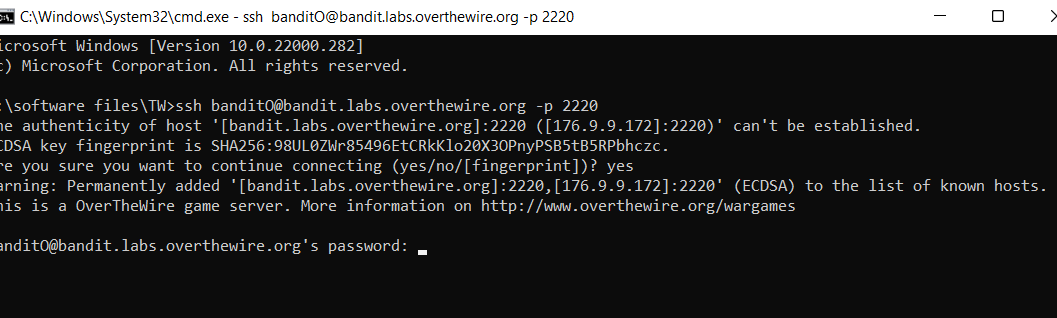 C:\Windows\System32\cmd.exe - ssh banditO@bandit.labs.overthewire.org -p 2220
icrosoft Windows [Version 10.0.22000.282]
c) Microsoft Corporation. All rights reserved.
:\software files\TW>ssh banditO@bandit.labs.overthewire.org -p 2220
he authenticity of host '[bandit.labs.overthewire.org]:2220 ([176.9.9.172]:2220)' can't be established.
CDSA key fingerprint is SHA256:98UL0ZWr85496EtCRkKlo20X3OPnyPSB5tB5RPbhczc.
re you sure you want to continue connecting (yes/no/[fingerprint])? yes
arning: Permanently added '[bandit.labs.overthewire.org]:2220,[176.9.9.172]:2220' (ECDSA) to the list of known hosts.
his is a OverTheWire game server. More information on http://www.overthewire.org/wargames
anditO@bandit.labs.overthewire.org's password: